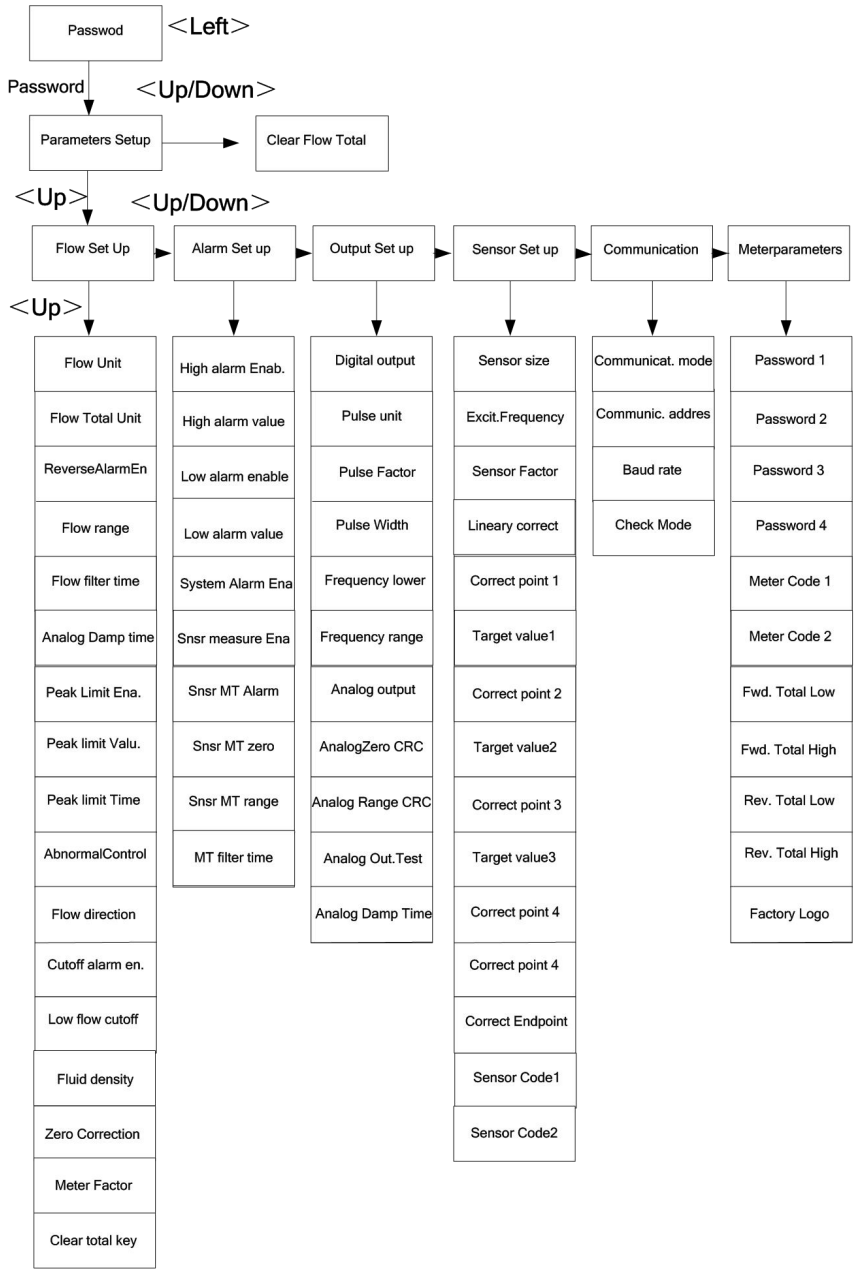 Passwod
<Left>
Password
<Up/Down>
Parameters Setup
Clear Flow Total
<Up>
<Up/Down>
Flow Set Up
Alarm Set up
Output Set up
Sensor Set up
Communication
Meterparameters
<Up>
Flow Unit
Flow Total Unit
ReverseAlarmEn
Flow range
Flow filter time
Analog Damp time
Peak Limit Ena.
Peak limit Valu.
Peak limit Time
AbnormalControl
Flow direction
Cutoff alarm en.
Low flow cutoff
Fluid density
Zero Correction
Meter Factor
Clear total key
High alarm Enab.
High alarm value
Low alarm enable
Low alarm value
System Alarm Ena
Snsr measure Ena
Snsr MT Alarm
Snsr MT zero
Snsr MT range
MT filter time
Digital output
Pulse unit
Pulse Factor
Pulse Width
Frequency lower
Frequency range
Analog output
AnalogZero CRC
Analog Range CRC
Analog Out.Test
Analog Damp Time
Sensor size
Excit.Frequency
Sensor Factor
Lineary correct
Correct point 1
Target value1
Correct point 2
Target value2
Correct point 3
Target value3
Correct point 4
Correct point 4
Correct Endpoint
Sensor Code1
Sensor Code2
Communicat. mode
Communic. addres
Baud rate
Check Mode
Password 1
Password 2
Password 3
Password 4
Meter Code 1
Meter Code 2
Fwd. Total Low
Fwd. Total High
Rev. Total Low
Rev. Total High
Factory Logo